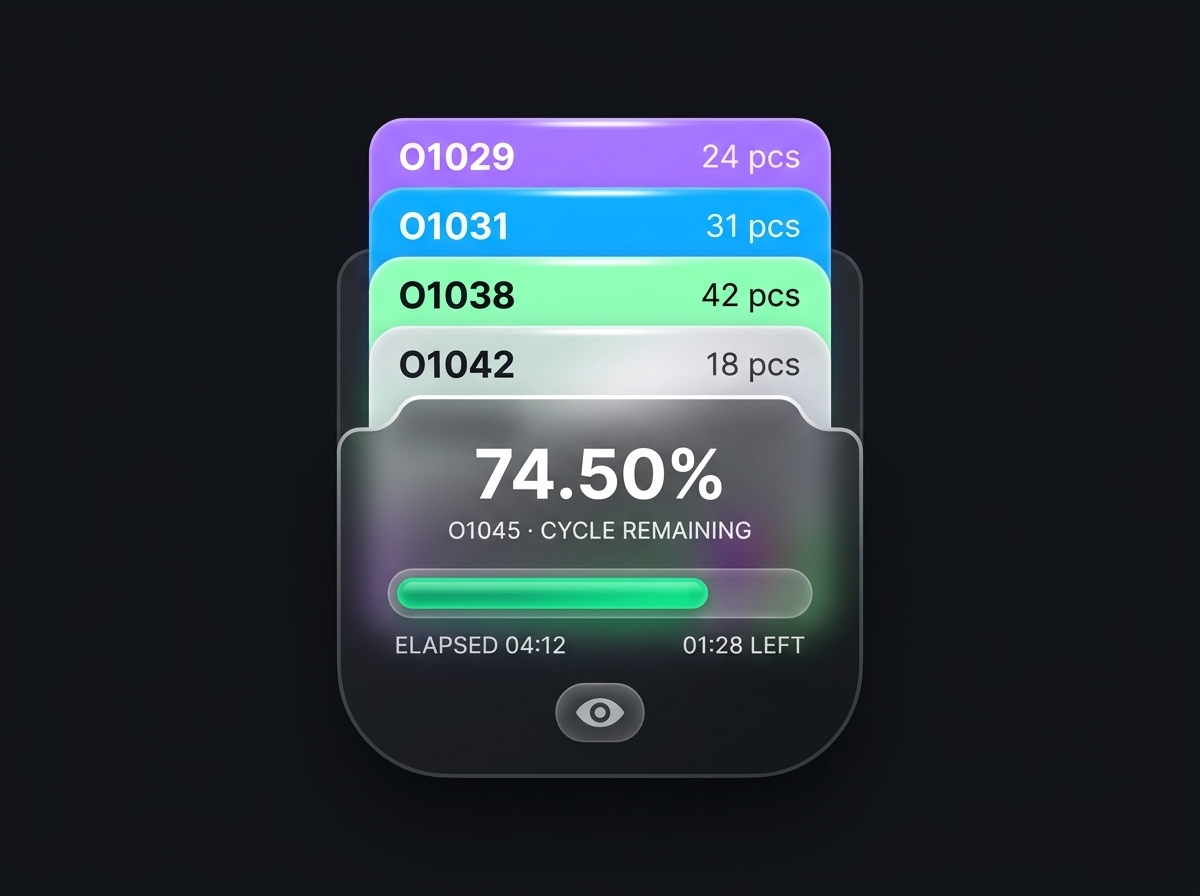 O1029 24 pcs
O1031 31 pcs
O1038 42 pcs
O1042 18 pcs
74.50%
O1045 · CYCLE REMAINING
ELAPSED 04:12 01:28 LEFT